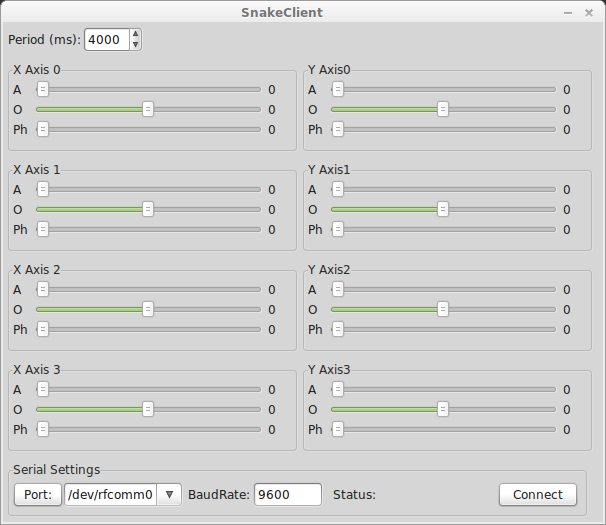 SnakeClient
Period (ms): 4000
X Axis 0 Y Axis0
A 0 A 0
O 0 O 0
Ph 0 Ph 0
X Axis 1 Y Axis1
A 0 A 0
O 0 O 0
Ph 0 Ph 0
X Axis 2 Y Axis2
A 0 A 0
O 0 O 0
Ph 0 Ph 0
X Axis 3 Y Axis3
A 0 A 0
O 0 O 0
Ph 0 Ph 0
Serial Settings
Port: /dev/rfcomm0 BaudRate: 9600 Status: Connect